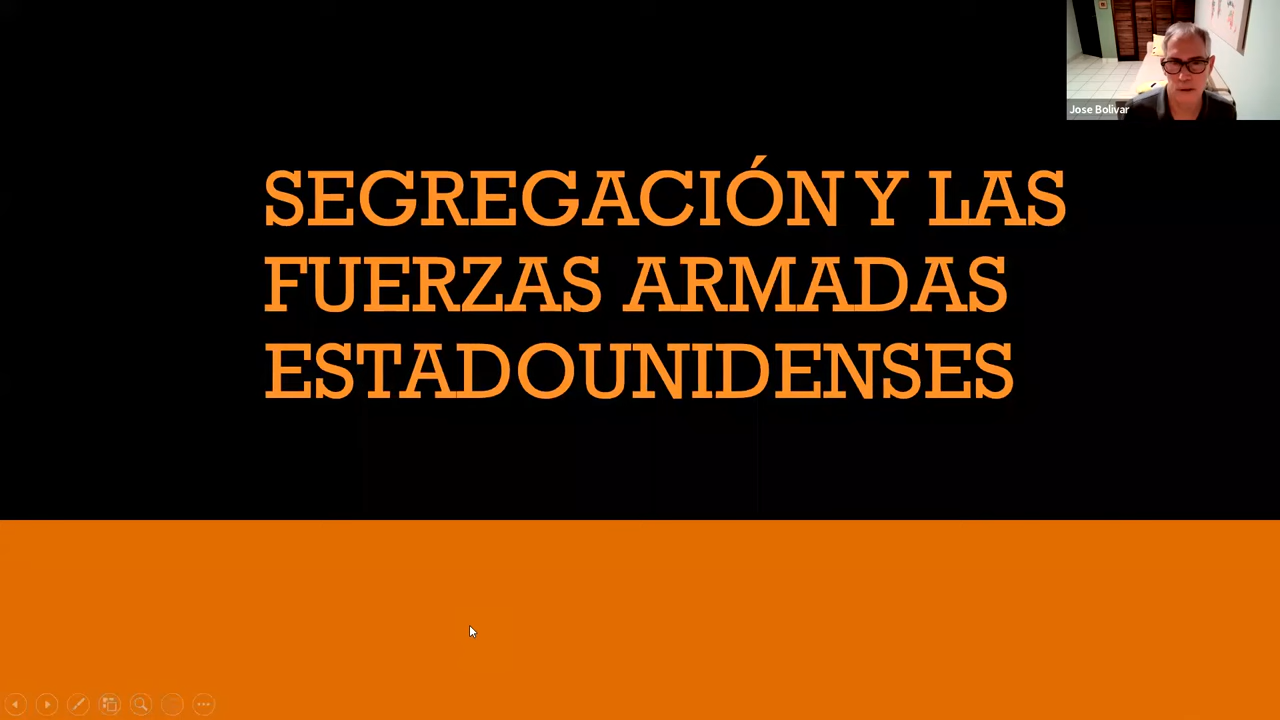 Jose Bolivar
SEGREGACIÓN Y LAS
FUERZAS ARMADAS
ESTADOUNIDENSES